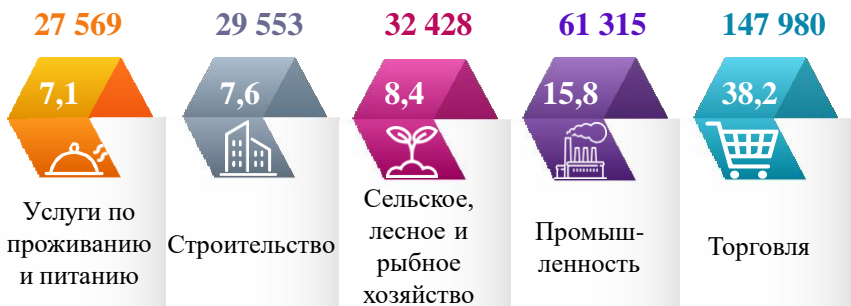 27 569
29 553
32 428
61 315
147 980
7,1
7,6
8,4
15,8
38,2
Услуги по
проживанию
и питанию
Строительство
Сельское,
лесное и
рыбное
хозяйство
Промыш-
ленность
Торговля